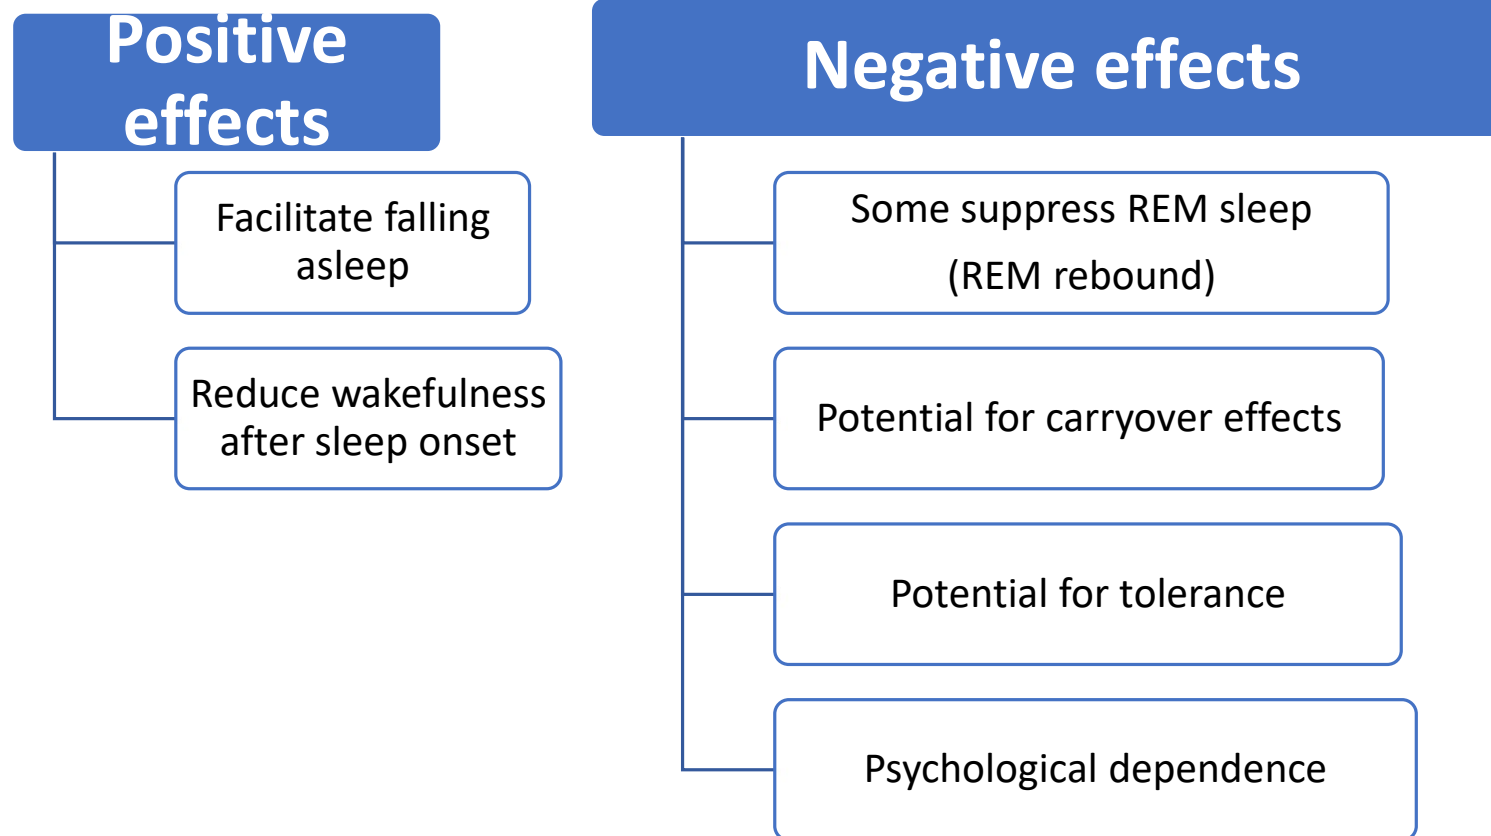 Positive
effects
Facilitate falling
asleep
Reduce wakefulness
after sleep onset
Negative effects
Some suppress REM sleep
(REM rebound)
Potential for carryover effects
Potential for tolerance
Psychological dependence